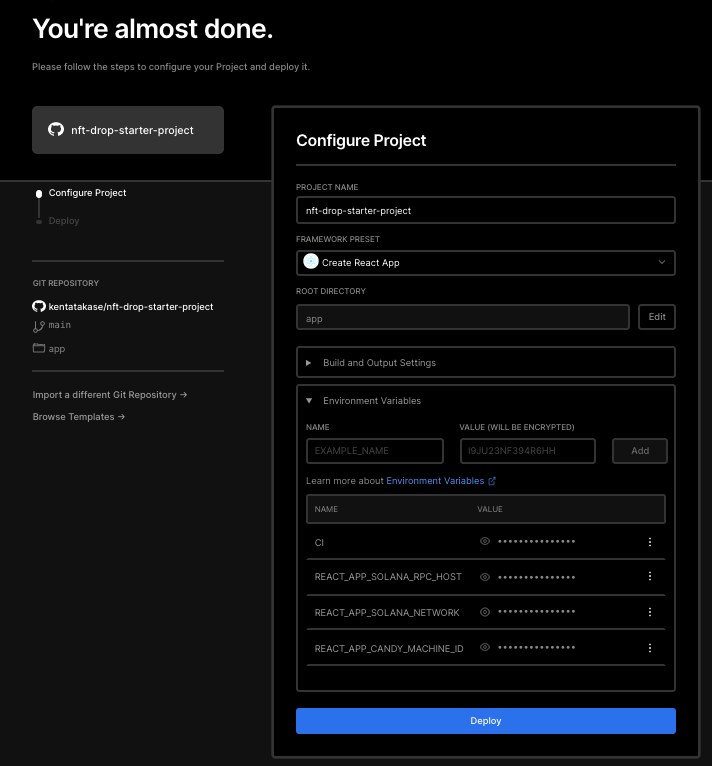 You're almost done.
Please follow the steps to configure your Project and deploy it.
nft-drop-starter-project
Configure Project
Deploy
GIT REPOSITORY
kentatakase/nft-drop-starter-project
main
app
Import a different Git Repository →
Browse Templates →
Configure Project
PROJECT NAME
nft-drop-starter-project
FRAMEWORK PRESET
Create React App
ROOT DIRECTORY
app
Edit
Build and Output Settings
Environment Variables
NAME
VALUE (WILL BE ENCRYPTED)
EXAMPLE_NAME
I9JU23NF394R6HH
Add
Learn more about Environment Variables
NAME
VALUE
CI
REACT_APP_SOLANA_RPC_HOST
REACT_APP_SOLANA_NETWORK
REACT_APP_CANDY_MACHINE_ID
Deploy